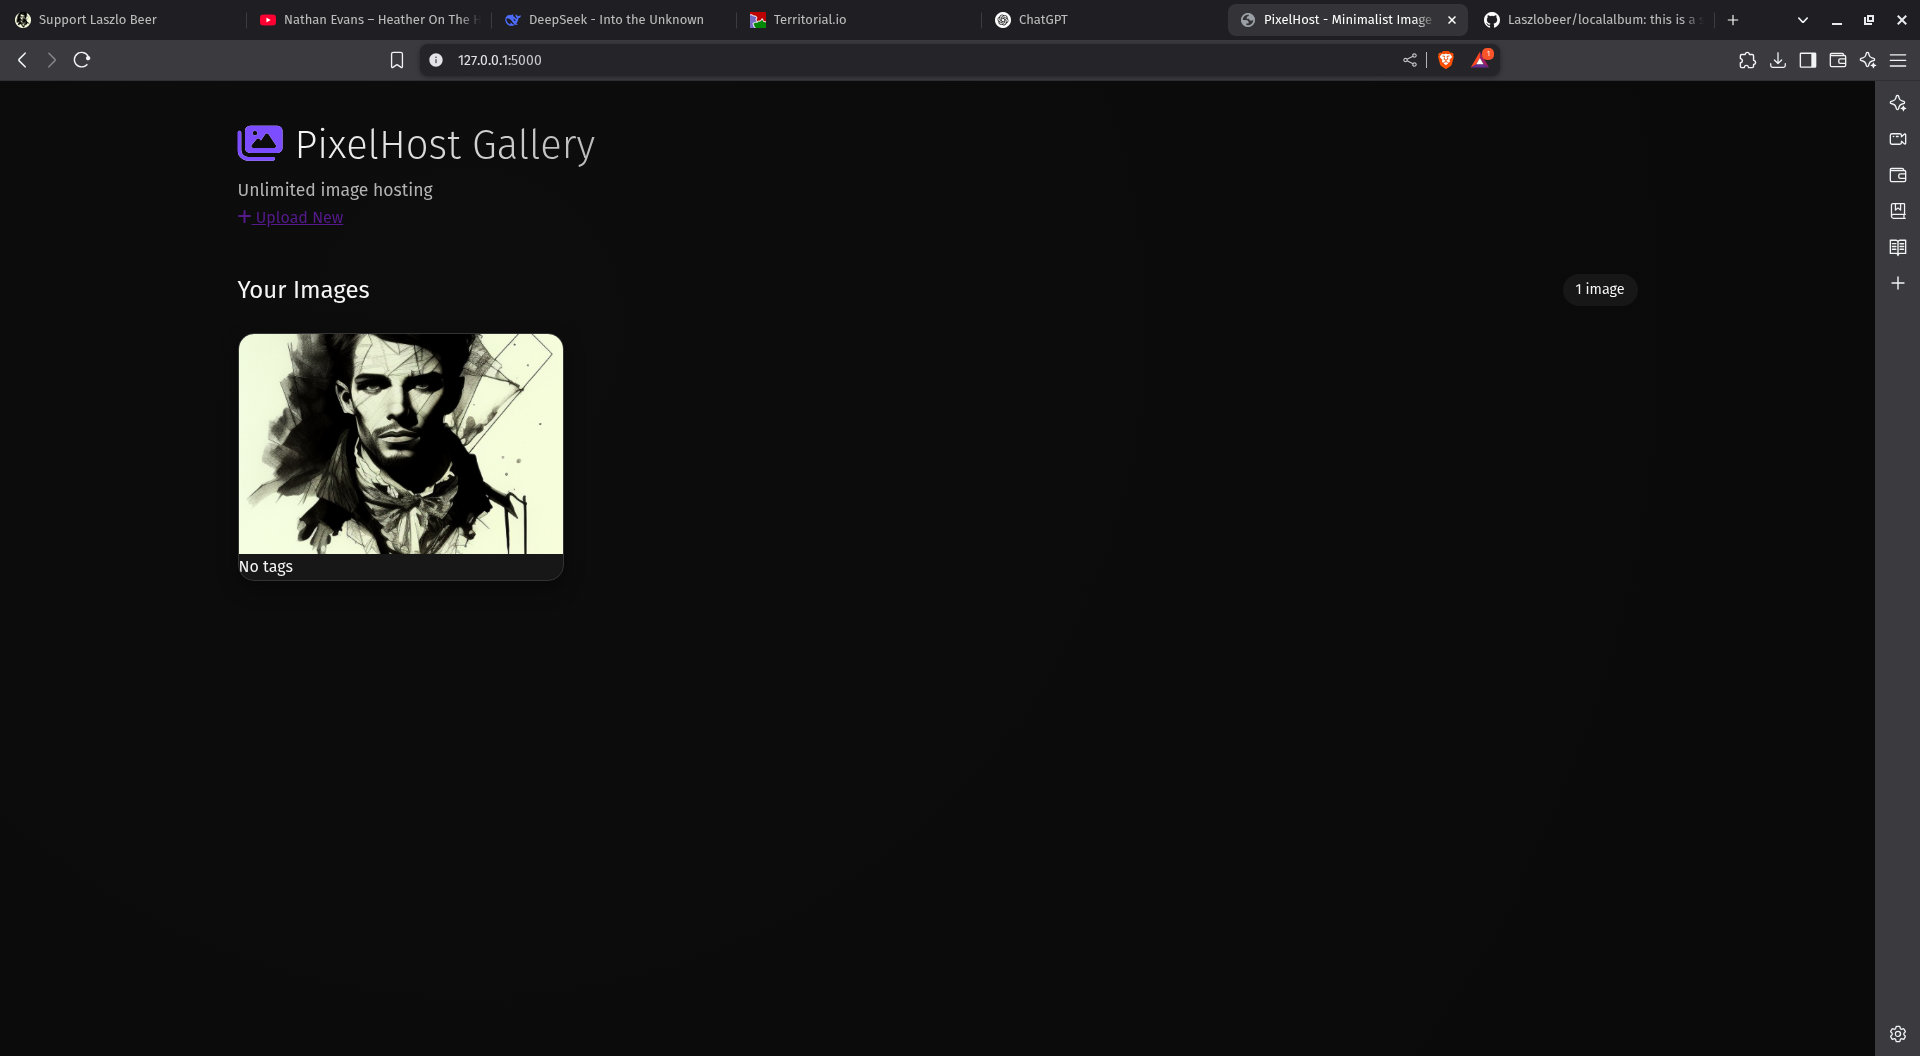 Support Laszlo Beer
Nathan Evans – Heather On The H
DeepSeek - Into the Unknown
Territorial.io
ChatGPT
PixelHost - Minimalist Image
Laszlobeer/localalbum: this is a s
127.0.0.1:5000
1
PixelHost Gallery
Unlimited image hosting
Upload New
Your Images
1 image
No tags